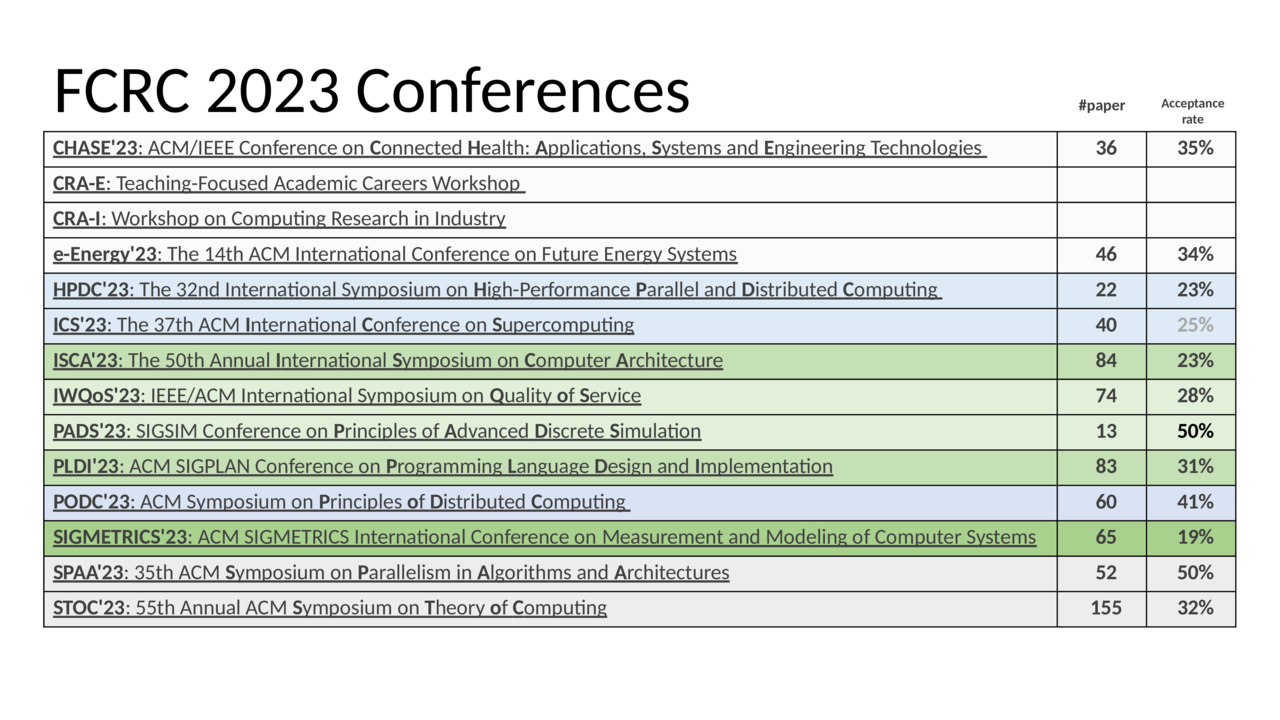 FCRC 2023 Conferences
#paper
Acceptance
rate
CHASE'23: ACM/IEEE Conference on Connected Health: Applications, Systems and Engineering Technologies 36 35%
CRA-E: Teaching-Focused Academic Careers Workshop
CRA-I: Workshop on Computing Research in Industry
e-Energy'23: The 14th ACM International Conference on Future Energy Systems 46 34%
HPDC'23: The 32nd International Symposium on High-Performance Parallel and Distributed Computing 22 23%
ICS'23: The 37th ACM International Conference on Supercomputing 40 25%
ISCA'23: The 50th Annual International Symposium on Computer Architecture 84 23%
IWQoS'23: IEEE/ACM International Symposium on Quality of Service 74 28%
PADS'23: SIGSIM Conference on Principles of Advanced Discrete Simulation 13 50%
PLDI'23: ACM SIGPLAN Conference on Programming Language Design and Implementation 83 31%
PODC'23: ACM Symposium on Principles of Distributed Computing 60 41%
SIGMETRICS'23: ACM SIGMETRICS International Conference on Measurement and Modeling of Computer Systems 65 19%
SPAA'23: 35th ACM Symposium on Parallelism in Algorithms and Architectures 52 50%
STOC'23: 55th Annual ACM Symposium on Theory of Computing 155 32%